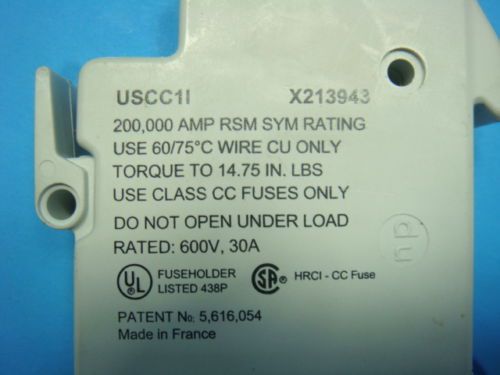 USCC1I X213943
200,000 AMP RSM SYM RATING
USE 60/75°C WIRE CU ONLY
TORQUE TO 14.75 IN. LBS
USE CLASS CC FUSES ONLY
DO NOT OPEN UNDER LOAD
RATED: 600V, 30A
UL FUSEHOLDER SA HRCI - CC Fuse
LISTED 438P
PATENT No: 5,616,054
Made in France